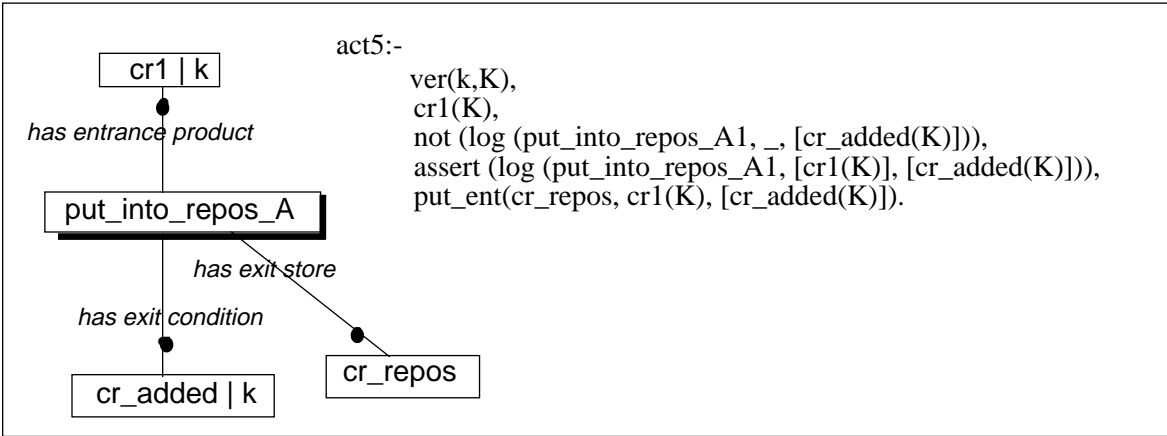 cr1 | k
has entrance product
put_into_repos_A
has exit store
has exit condition
cr_repos
cr_added | k
act5:-
ver(k,K),
cr1(K),
not (log (put_into_repos_A1, _, [cr_added(K)])),
assert (log (put_into_repos_A1, [cr1(K)], [cr_added(K)])),
put_ent(cr_repos, cr1(K), [cr_added(K)]).